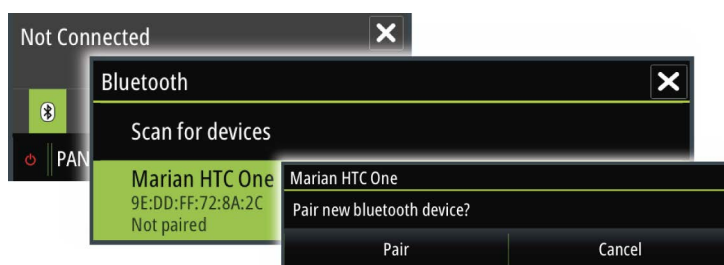 Not Connected
PAN
Bluetooth
Scan for devices
Marian HTC One
9E:DD:FF:72:8A:2C
Not paired
Marian HTC One
Pair new bluetooth device?
Pair
Cancel